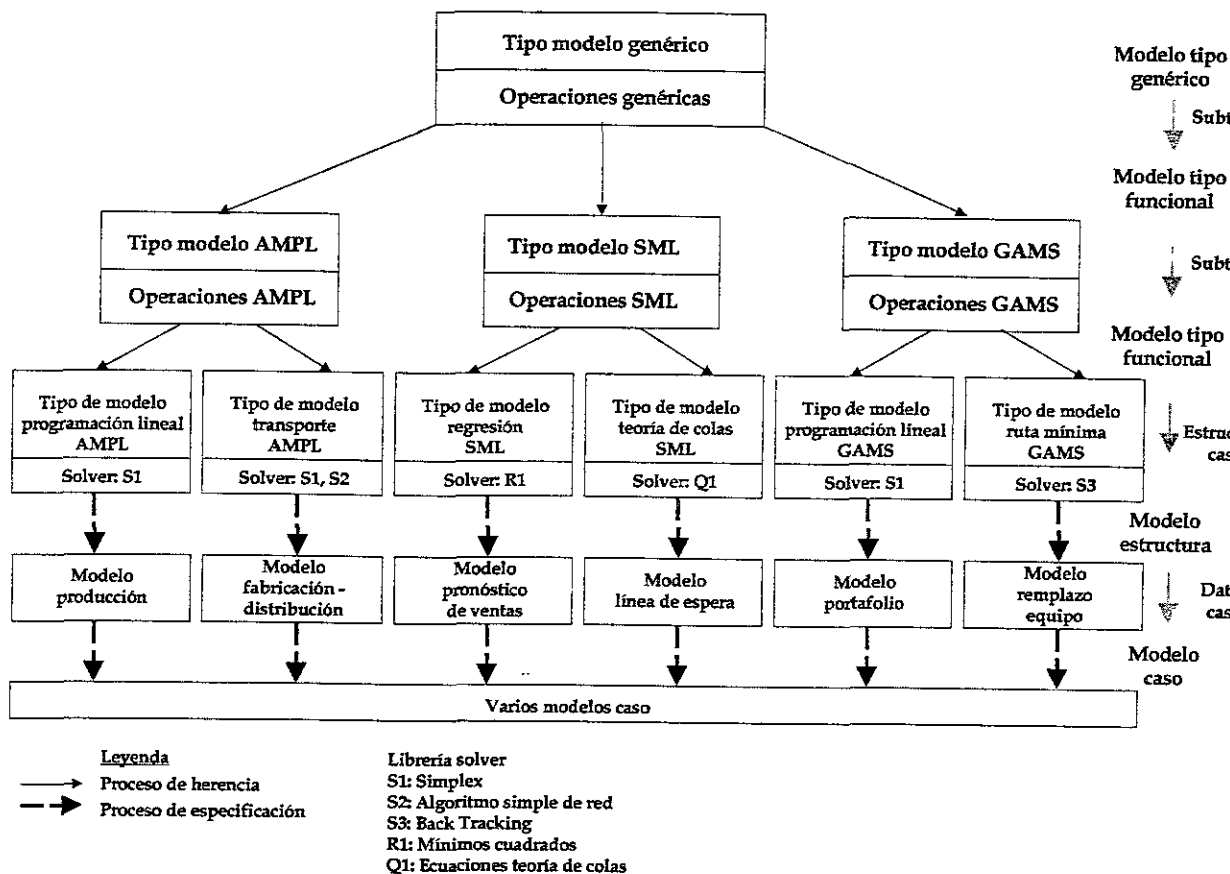 Tipo modelo genérico
Operaciones genéricas
Modelo tipo
genérico
Subt
Modelo tipo
funcional
Tipo modelo AMPL
Operaciones AMPL
Tipo modelo SML
Operaciones SML
Tipo modelo GAMS
Operaciones GAMS
Subt
Modelo tipo
funcional
Tipo de modelo
programación lineal
AMPL
Solver: S1
Tipo de modelo
transporte
AMPL
Solver: S1, S2
Tipo de modelo
regresión
SML
Solver: R1
Tipo de modelo
teoría de colas
SML
Solver: Q1
Tipo de modelo
programación lineal
GAMS
Solver: S1
Tipo de modelo
ruta mínima
GAMS
Solver: S3
Estruc
cas
Modelo
estructura
Modelo
producción
Modelo
fabricación -
distribución
Modelo
pronóstico
de ventas
Modelo
línea de espera
Modelo
portafolio
Modelo
remplazo
equipo
Dat
cas
Modelo
caso
Varios modelos caso
Leyenda
Proceso de herencia
Proceso de especificación
Librería solver
S1: Simplex
S2: Algoritmo simple de red
S3: Back Tracking
R1: Mínimos cuadrados
Q1: Ecuaciones teoría de colas